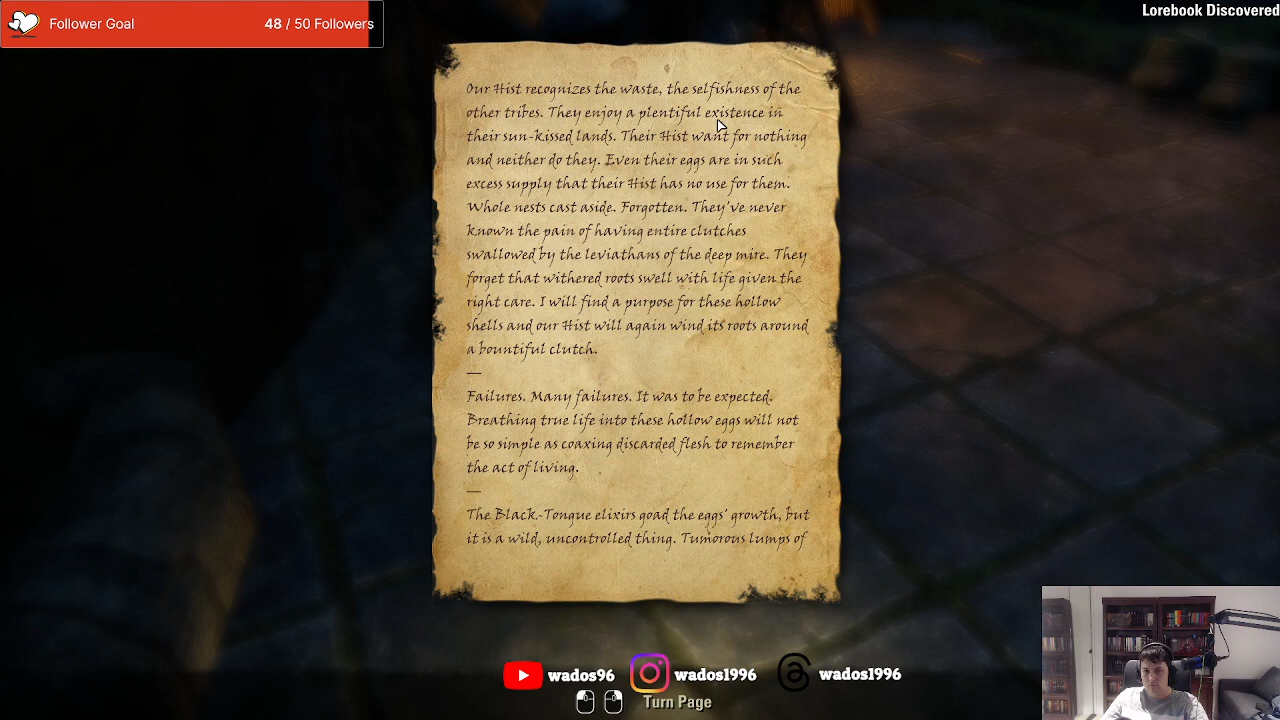 Follower Goal
48 / 50 Followers
Lorebook Discovered
Our Hist recognizes the waste, the selfishness of the
other tribes. They enjoy a plentiful existence in
their sun-kissed lands. Their Hist want for nothing
and neither do they. Even their eggs are in such
excess supply that their Hist has no use for them.
Whole nests cast aside. Forgotten. They've never
known the pain of having entire clutches
swallowed by the leviathans of the deep mire. They
forget that withered roots swell with life given the
right care. I will find a purpose for these hollow
shells and our Hist will again wind its roots around
a bountiful clutch.
—
Failures. Many failures. It was to be expected.
Breathing true life into these hollow eggs will not
be so simple as coaxing discarded flesh to remember
the act of living.
—
The Black-Tongue elixirs goad the eggs' growth, but
it is a wild, uncontrolled thing. Tumorous lumps of
wados96
wados1996
wados1996
Turn Page